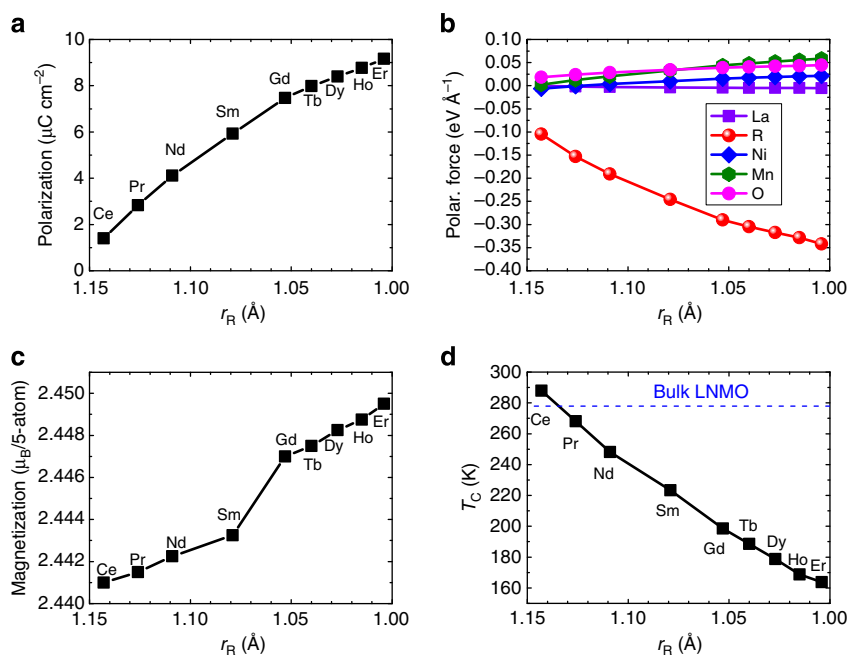 a
Polarization (μC cm⁻²)
10
8
6
4
2
0
Ce
Pr
Nd
Sm
Gd
Tb
Dy
Ho
Er
1.15
1.10
1.05
1.00
r_R (Å)
b
Polar. force (eV Å⁻¹)
0.10
0.05
0.00
−0.05
−0.10
−0.15
−0.20
−0.25
−0.30
−0.35
−0.40
La
R
Ni
Mn
O
1.15
1.10
1.05
1.00
r_R (Å)
c
Magnetization (μ_B/5-atom)
2.450
2.448
2.446
2.444
2.442
2.440
Ce
Pr
Nd
Sm
Gd
Tb
Dy
Ho
Er
1.15
1.10
1.05
1.00
r_R (Å)
d
T_C (K)
300
280
260
240
220
200
180
160
Bulk LNMO
Ce
Pr
Nd
Sm
Gd
Tb
Dy
Ho
Er
1.15
1.10
1.05
1.00
r_R (Å)